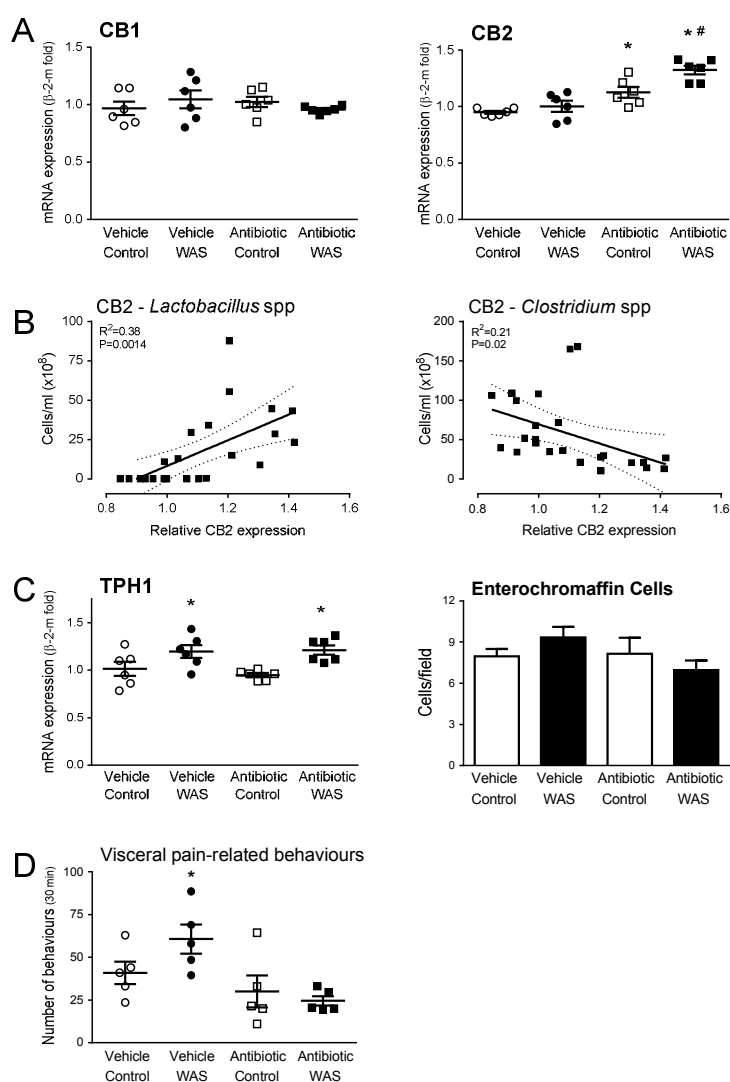 A
CB1
mRNA expression (β-2-m fold)
1.5
1.0
0.5
0.0
Vehicle Control
Vehicle WAS
Antibiotic Control
Antibiotic WAS
CB2
mRNA expression (β-2-m fold)
1.5
1.0
0.5
0.0
*
* #
Vehicle Control
Vehicle WAS
Antibiotic Control
Antibiotic WAS
B
CB2 - Lactobacillus spp
R²=0.38
P=0.0014
Cells/ml (x10⁸)
100
75
50
25
0
0.8 1.0 1.2 1.4 1.6
Relative CB2 expression
CB2 - Clostridium spp
R²=0.21
P=0.02
Cells/ml (x10⁸)
200
150
100
50
0
0.8 1.0 1.2 1.4 1.6
Relative CB2 expression
C
TPH1
mRNA expression (β-2-m fold)
1.5
1.0
0.5
0.0
*
*
Vehicle Control
Vehicle WAS
Antibiotic Control
Antibiotic WAS
Enterochromaffin Cells
Cells/field
12
9
6
3
0
Vehicle Control
Vehicle WAS
Antibiotic Control
Antibiotic WAS
D
Visceral pain-related behaviours
Number of behaviours (30 min)
100
75
50
25
0
*
Vehicle Control
Vehicle WAS
Antibiotic Control
Antibiotic WAS